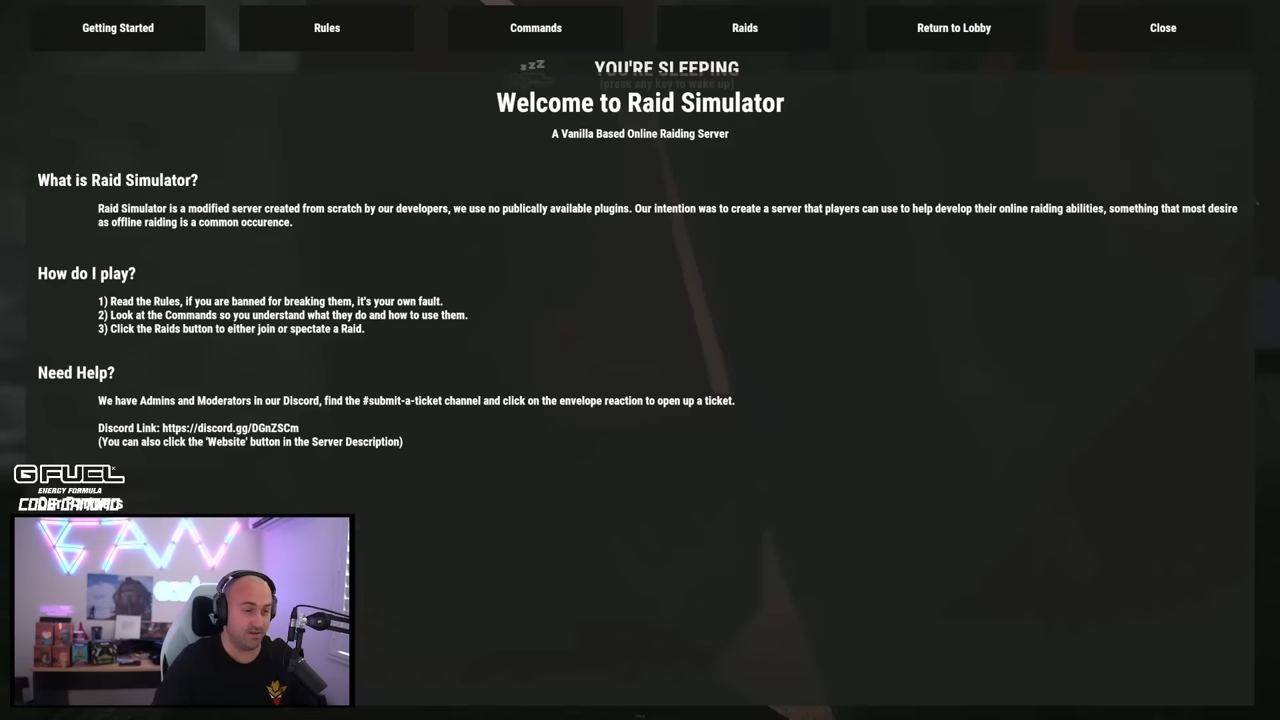 Getting Started
Rules
Commands
Raids
Return to Lobby
Close
zzZ
YOU'RE SLEEPING
(press any key to wake up)
Welcome to Raid Simulator
A Vanilla Based Online Raiding Server
What is Raid Simulator?
Raid Simulator is a modified server created from scratch by our developers, we use no publically available plugins. Our intention was to create a server that players can use to help develop their online raiding abilities, something that most desire
as offline raiding is a common occurence.
How do I play?
1) Read the Rules, if you are banned for breaking them, it's your own fault.
2) Look at the Commands so you understand what they do and how to use them.
3) Click the Raids button to either join or spectate a Raid.
Need Help?
We have Admins and Moderators in our Discord, find the #submit-a-ticket channel and click on the envelope reaction to open up a ticket.
Discord Link: https://discord.gg/DGnZSCm
(You can also click the 'Website' button in the Server Description)
G FUEL
ENERGY FORMULA
CODE